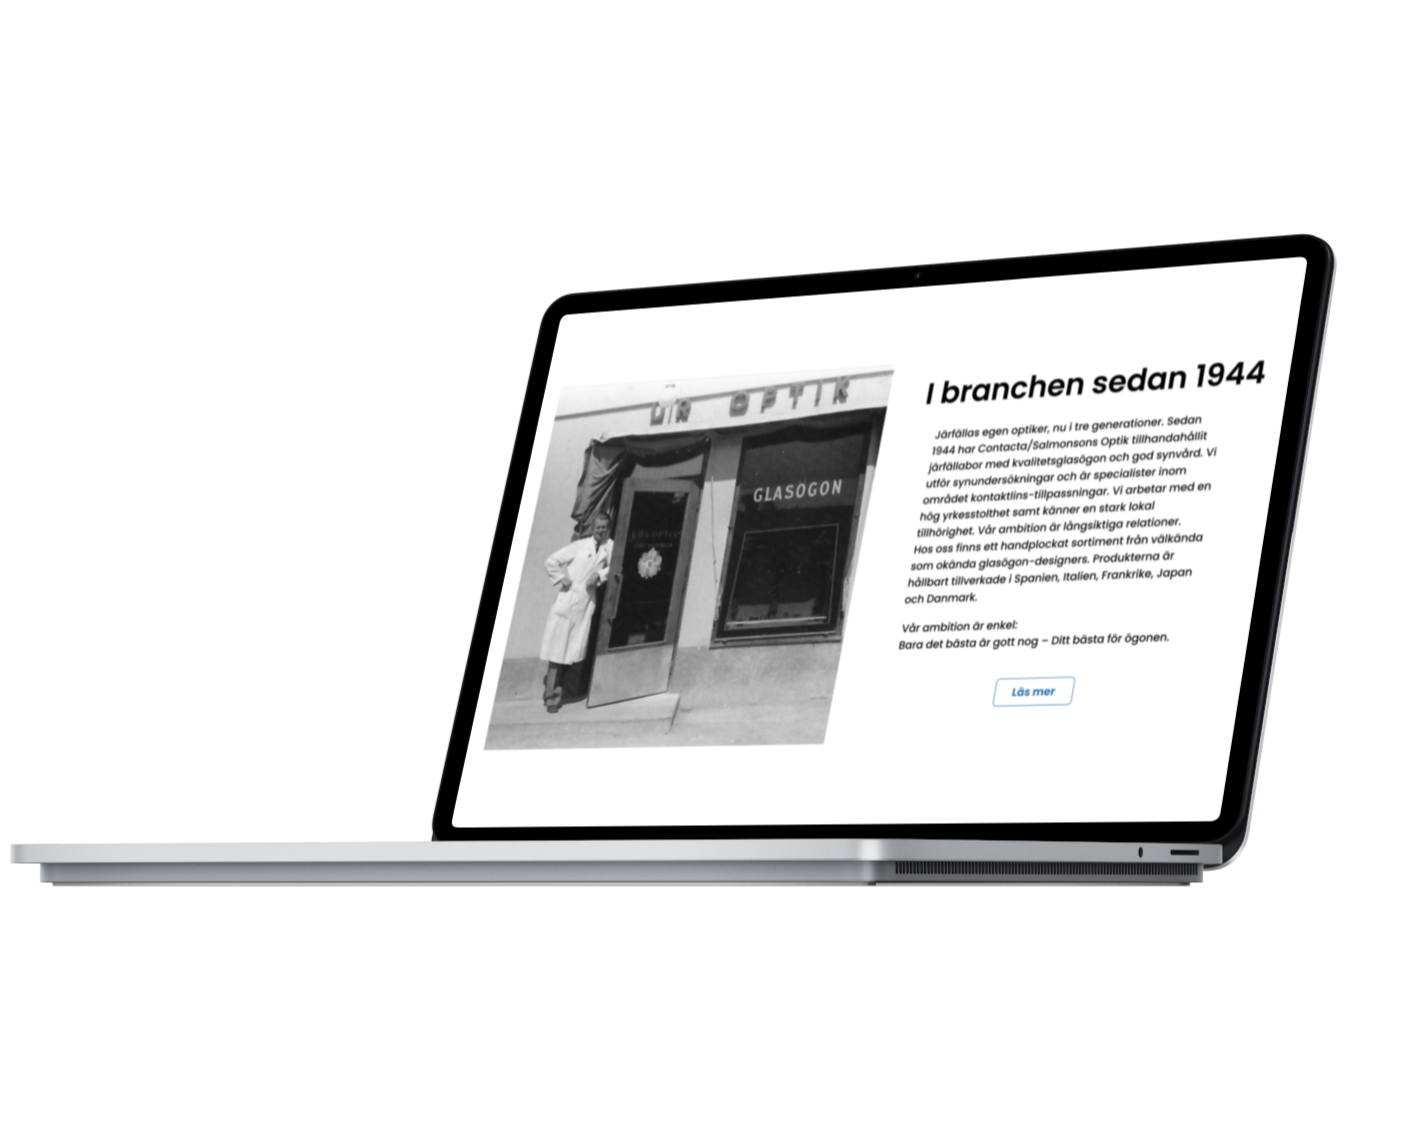 UR OPTIK
GLASÖGON
I branchen sedan 1944
Järfällas egen optiker, nu i tre generationer. Sedan
1944 har Contacta/Salmonsons Optik tillhandahållit
järfällabor med kvalitetsglasögon och god synvård. Vi
utför synundersökningar och är specialister inom
området kontaktlins-tillpassningar. Vi arbetar med en
hög yrkesstolthet samt känner en stark lokal
tillhörighet. Vår ambition är långsiktiga relationer.
Hos oss finns ett handplockat sortiment från välkända
som okända glasögon-designers. Produkterna är
hållbart tillverkade i Spanien, Italien, Frankrike, Japan
och Danmark.
Vår ambition är enkel:
Bara det bästa är gott nog – Ditt bästa för ögonen.
Läs mer